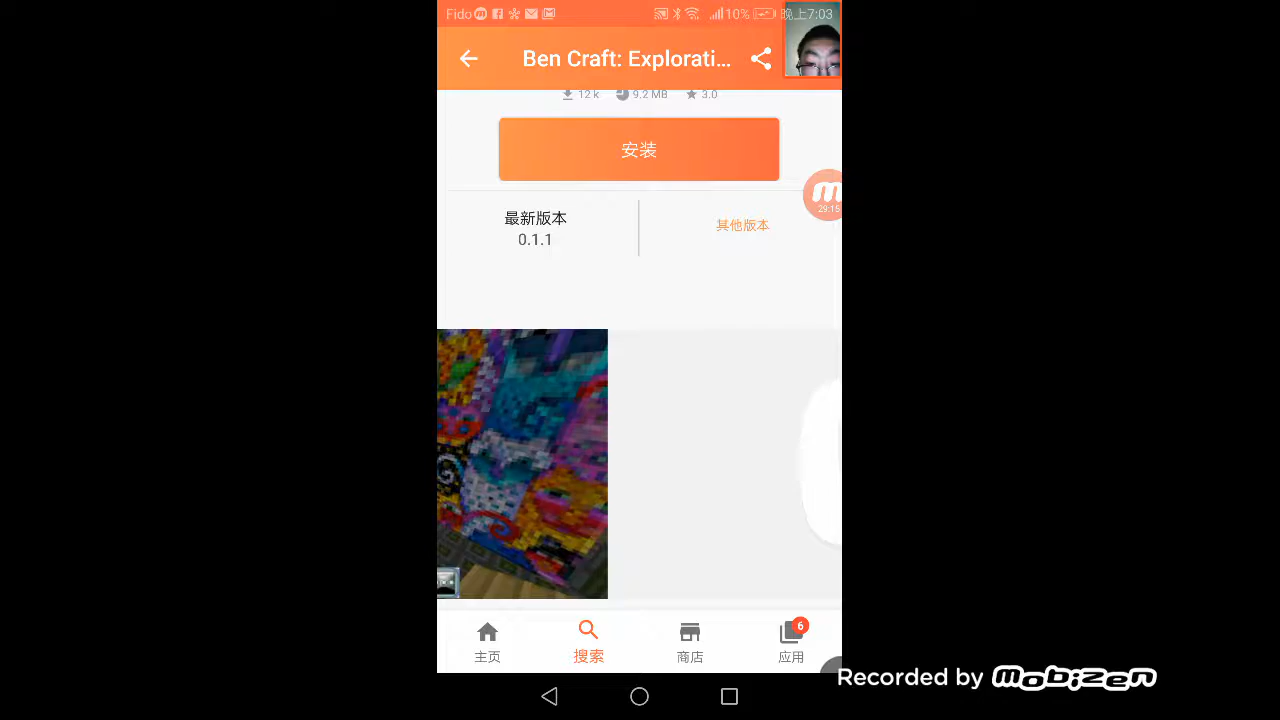 Fido 10% 晚上7:03
Ben Craft: Explorati...
12 k 9.2 MB 3.0
安装
29:15
最新版本
其他版本
0.1.1
6
主页 搜索 商店 应用
Recorded by mobizen